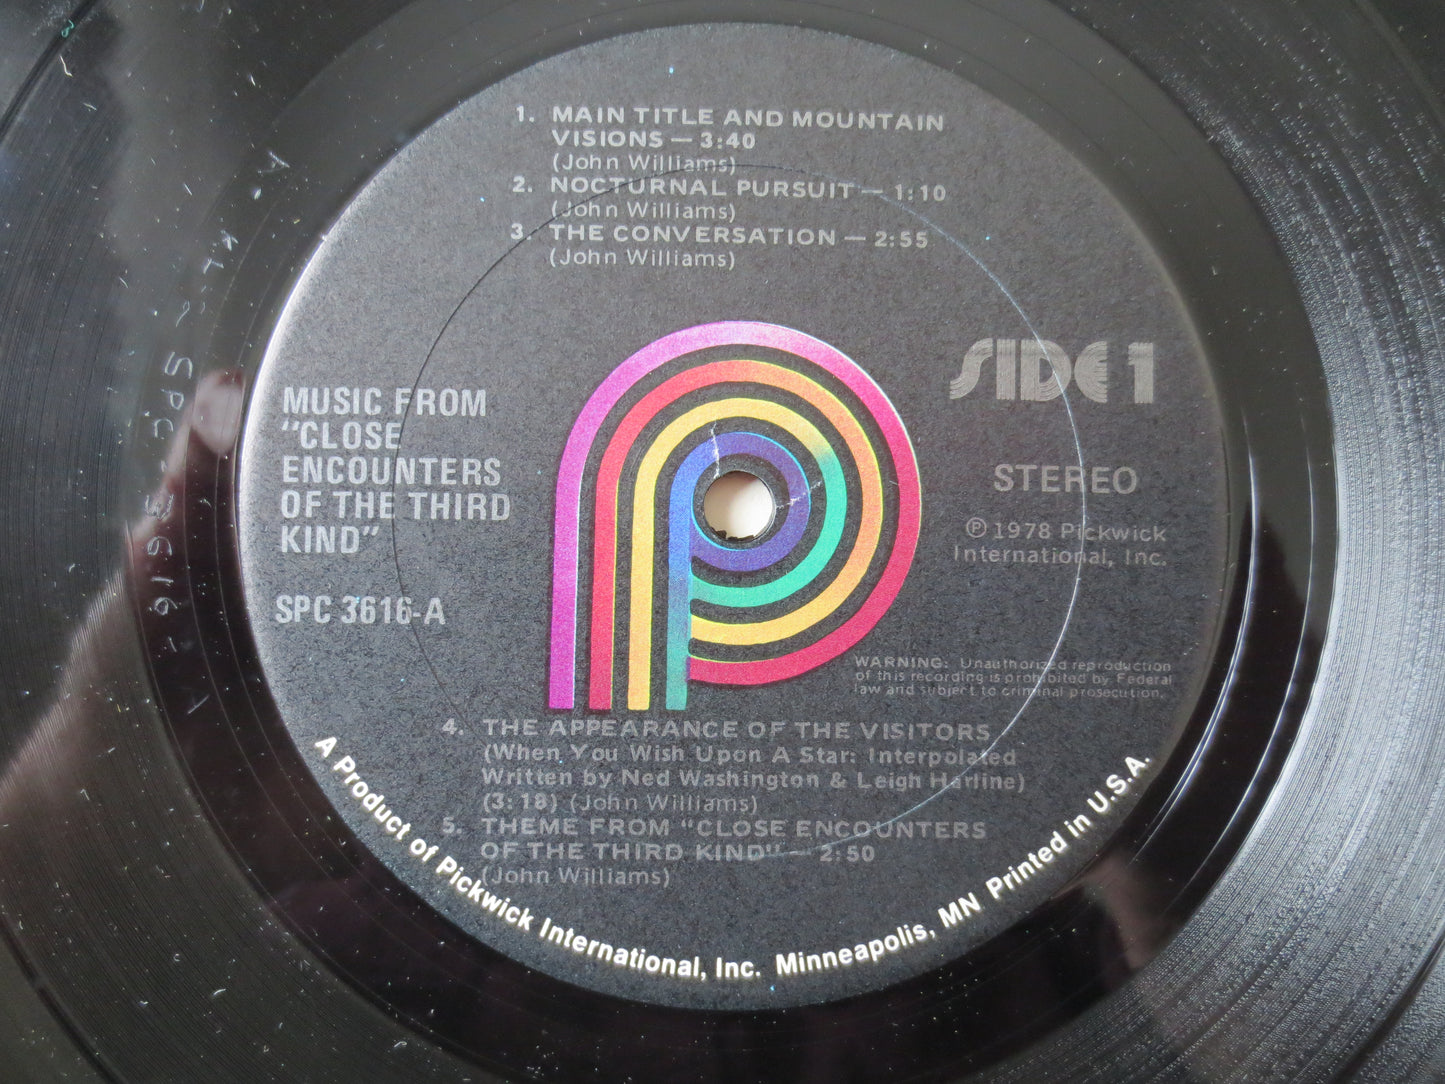 1. MAIN TITLE AND MOUNTAIN
VISIONS — 3:40
(John Williams)
2. NOCTURNAL PURSUIT — 1:10
(John Williams)
3 THE CONVERSATION — 2:55
(John Williams)
SIDE 1
MUSIC FROM
"CLOSE
ENCOUNTERS
OF THE THIRD
KIND"
SPC 3616-A
STEREO
℗ 1978 Pickwick
International, Inc.
WARNING: Unauthorized reproduction
of this recording is prohibited by Federal
law and subject to criminal prosecution.
4. THE APPEARANCE OF THE VISITORS
(When You Wish Upon A Star: Interpolated
Written by Ned Washington & Leigh Harline)
(3:18) (John Williams)
5. THEME FROM "CLOSE ENCOUNTERS
OF THE THIRD KIND" — 2:50
(John Williams)
A Product of Pickwick International, Inc. Minneapolis, MN Printed in U.S.A.
SPC-3616-A